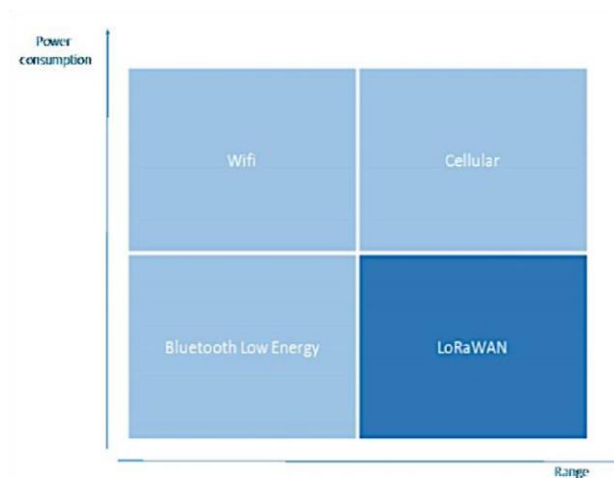 Power
consumption
Wifi
Cellular
Bluetooth Low Energy
LoRaWAN
Range